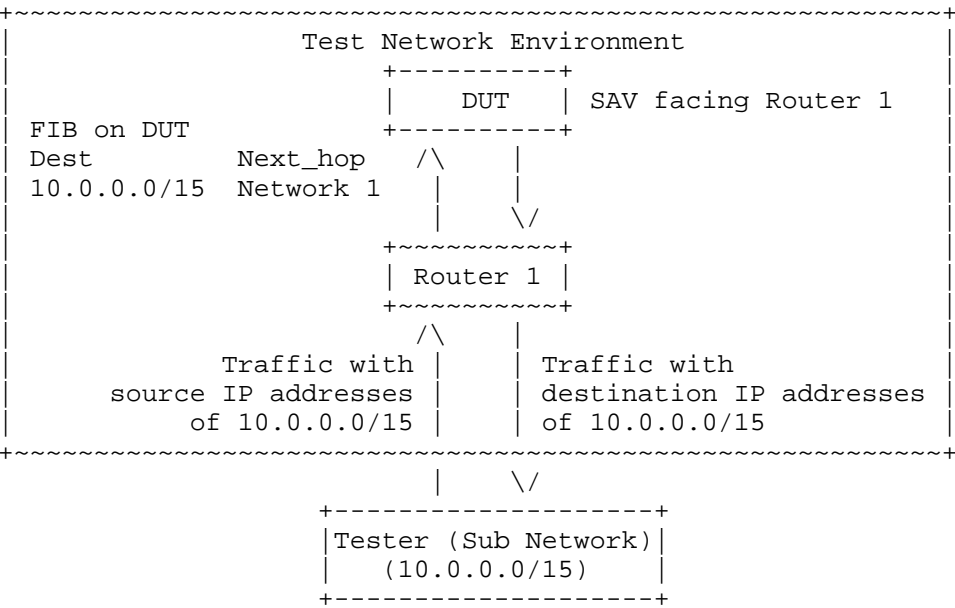 Test Network Environment
DUT SAV facing Router 1
FIB on DUT
Dest Next_hop
10.0.0.0/15 Network 1
Router 1
Traffic with Traffic with
source IP addresses destination IP addresses
of 10.0.0.0/15 of 10.0.0.0/15
Tester (Sub Network)
(10.0.0.0/15)